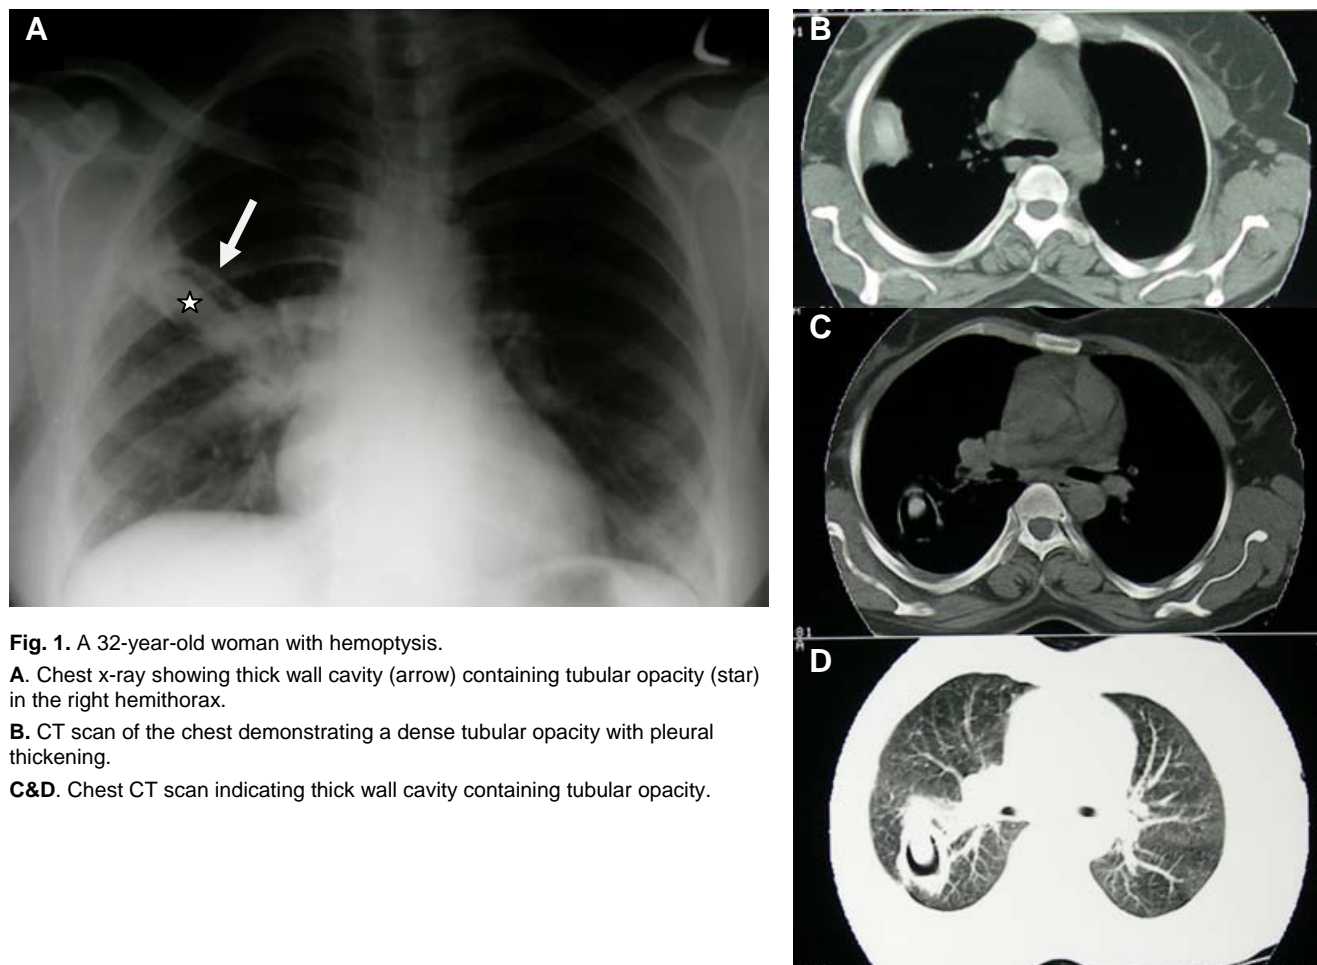 A
B
C
D
Fig. 1. A 32-year-old woman with hemoptysis.
A. Chest x-ray showing thick wall cavity (arrow) containing tubular opacity (star)
in the right hemithorax.
B. CT scan of the chest demonstrating a dense tubular opacity with pleural
thickening.
C&D. Chest CT scan indicating thick wall cavity containing tubular opacity.